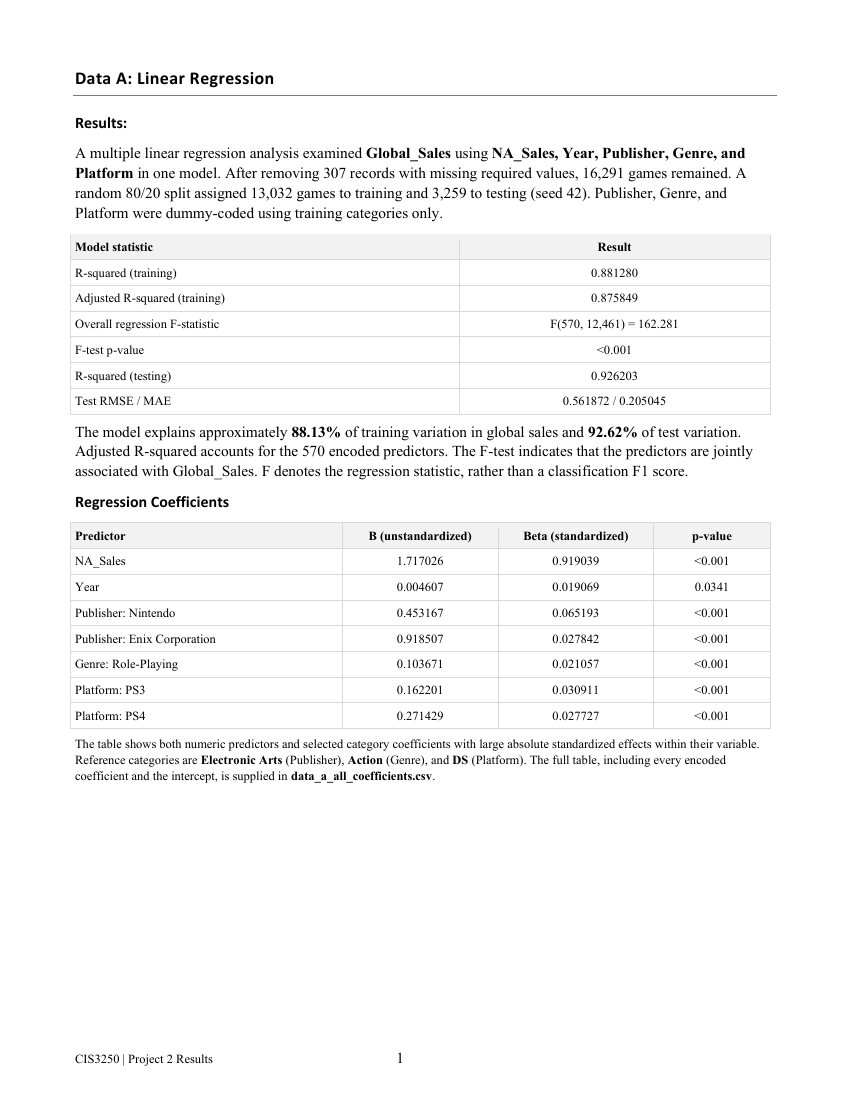 Data A: Linear Regression
Results:
A multiple linear regression analysis examined Global_Sales using NA_Sales, Year, Publisher, Genre, and
Platform in one model. After removing 307 records with missing required values, 16,291 games remained. A
random 80/20 split assigned 13,032 games to training and 3,259 to testing (seed 42). Publisher, Genre, and
Platform were dummy-coded using training categories only.
Model statistic Result
R-squared (training) 0.881280
Adjusted R-squared (training) 0.875849
Overall regression F-statistic F(570, 12,461) = 162.281
F-test p-value <0.001
R-squared (testing) 0.926203
Test RMSE / MAE 0.561872 / 0.205045
The model explains approximately 88.13% of training variation in global sales and 92.62% of test variation.
Adjusted R-squared accounts for the 570 encoded predictors. The F-test indicates that the predictors are jointly
associated with Global_Sales. F denotes the regression statistic, rather than a classification F1 score.
Regression Coefficients
Predictor B (unstandardized) Beta (standardized) p-value
NA_Sales 1.717026 0.919039 <0.001
Year 0.004607 0.019069 0.0341
Publisher: Nintendo 0.453167 0.065193 <0.001
Publisher: Enix Corporation 0.918507 0.027842 <0.001
Genre: Role-Playing 0.103671 0.021057 <0.001
Platform: PS3 0.162201 0.030911 <0.001
Platform: PS4 0.271429 0.027727 <0.001
The table shows both numeric predictors and selected category coefficients with large absolute standardized effects within their variable.
Reference categories are Electronic Arts (Publisher), Action (Genre), and DS (Platform). The full table, including every encoded
coefficient and the intercept, is supplied in data_a_all_coefficients.csv.
CIS3250 | Project 2 Results 1